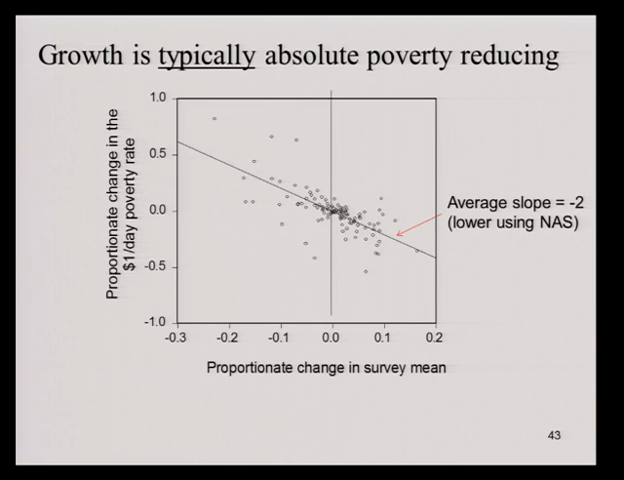 Growth is typically absolute poverty reducing
Proportionate change in the
$1/day poverty rate
1.0
0.5
0.0
-0.5
-1.0
-0.3
-0.2
-0.1
0.0
0.1
0.2
Proportionate change in survey mean
Average slope = -2
(lower using NAS)
43